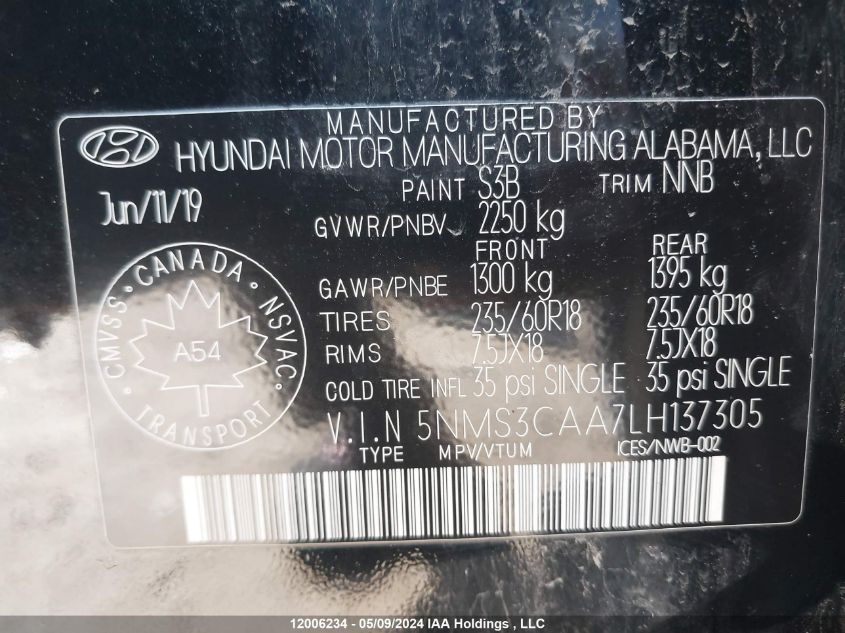 MANUFACTURED BY
HYUNDAI MOTOR MANUFACTURING ALABAMA, LLC
Jun/11/19
PAINT S3B TRIM NNB
GVWR/PNBV 2250 kg
FRONT REAR
GAWR/PNBE 1300 kg 1395 kg
TIRES 235/60R18 235/60R18
RIMS 7.5JX18 7.5JX18
COLD TIRE INFL 35 psi SINGLE 35 psi SINGLE
CMVSS · CANADA · NSVAC · TRANSPORT ·
A54
V.I.N 5NMS3CAA7LH137305
TYPE MPV/VTUM ICES/NWB-002
12006234 - 05/09/2024 IAA Holdings , LLC